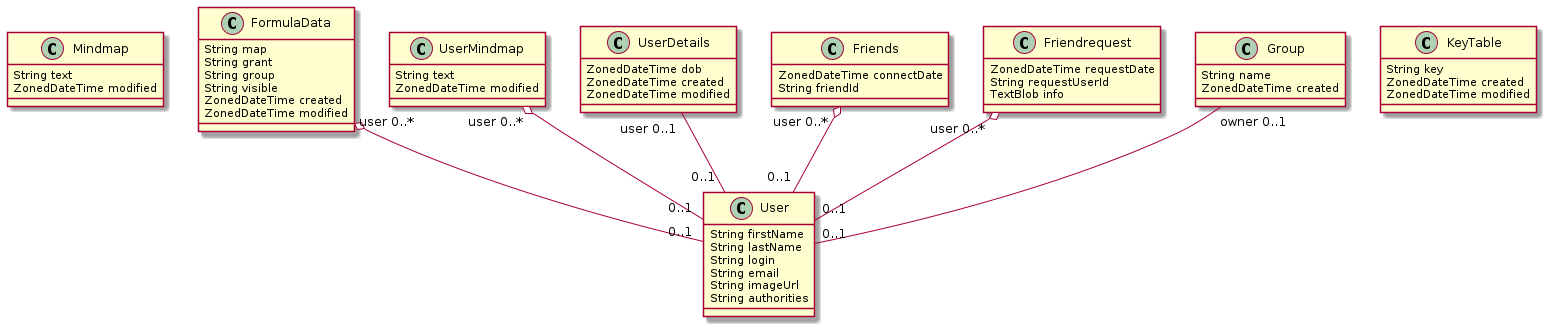 C Mindmap
String text
ZonedDateTime modified
C FormulaData
String map
String grant
String group
String visible
ZonedDateTime created
ZonedDateTime modified
C UserMindmap
String text
ZonedDateTime modified
C UserDetails
ZonedDateTime dob
ZonedDateTime created
ZonedDateTime modified
C Friends
ZonedDateTime connectDate
String friendId
C Friendrequest
ZonedDateTime requestDate
String requestUserId
TextBlob info
C Group
String name
ZonedDateTime created
C KeyTable
String key
ZonedDateTime created
ZonedDateTime modified
user 0..*
user 0..*
user 0..1
user 0..*
user 0..*
owner 0..1
0..1
0..1
0..1
0..1
0..1
0..1
C User
String firstName
String lastName
String login
String email
String imageUrl
String authorities